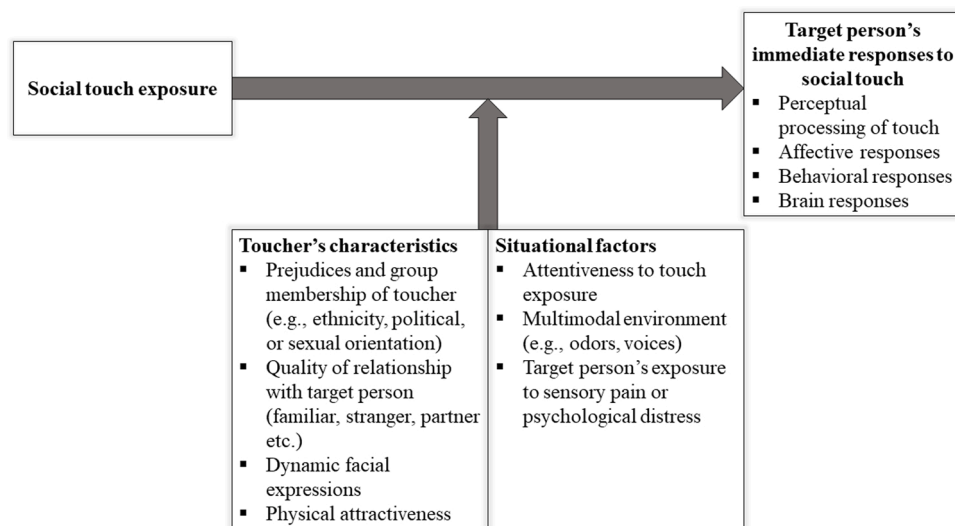 Social touch exposure
Target person's
immediate responses to
social touch
▪ Perceptual
processing of touch
▪ Affective responses
▪ Behavioral responses
▪ Brain responses
Toucher's characteristics
▪ Prejudices and group
membership of toucher
(e.g., ethnicity, political,
or sexual orientation)
▪ Quality of relationship
with target person
(familiar, stranger, partner
etc.)
▪ Dynamic facial
expressions
▪ Physical attractiveness
Situational factors
▪ Attentiveness to touch
exposure
▪ Multimodal environment
(e.g., odors, voices)
▪ Target person's exposure
to sensory pain or
psychological distress